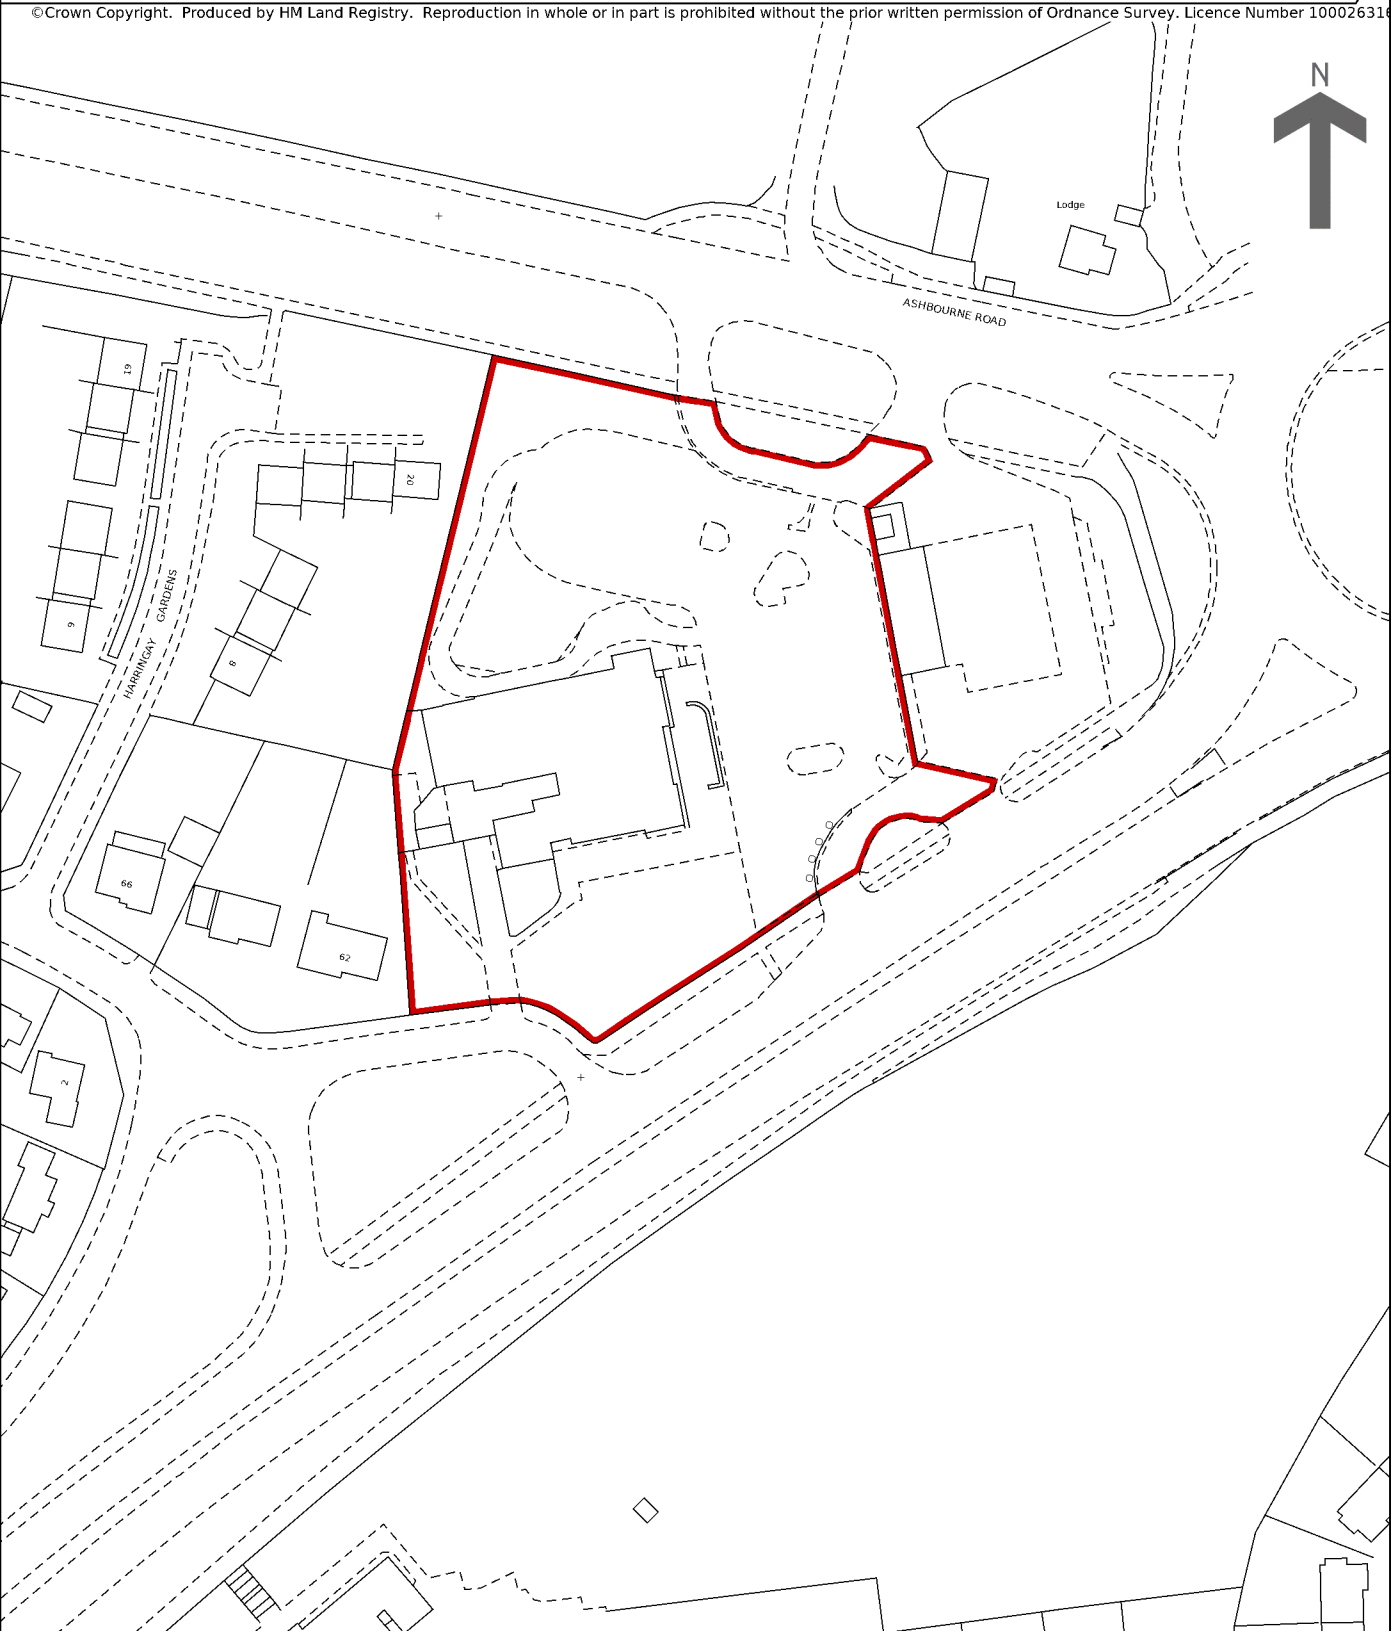 ©Crown Copyright. Produced by HM Land Registry. Reproduction in whole or in part is prohibited without the prior written permission of Ordnance Survey. Licence Number 100026316
N
Lodge
ASHBOURNE ROAD
19
20
HARRINGAY GARDENS
9
8
66
62
2